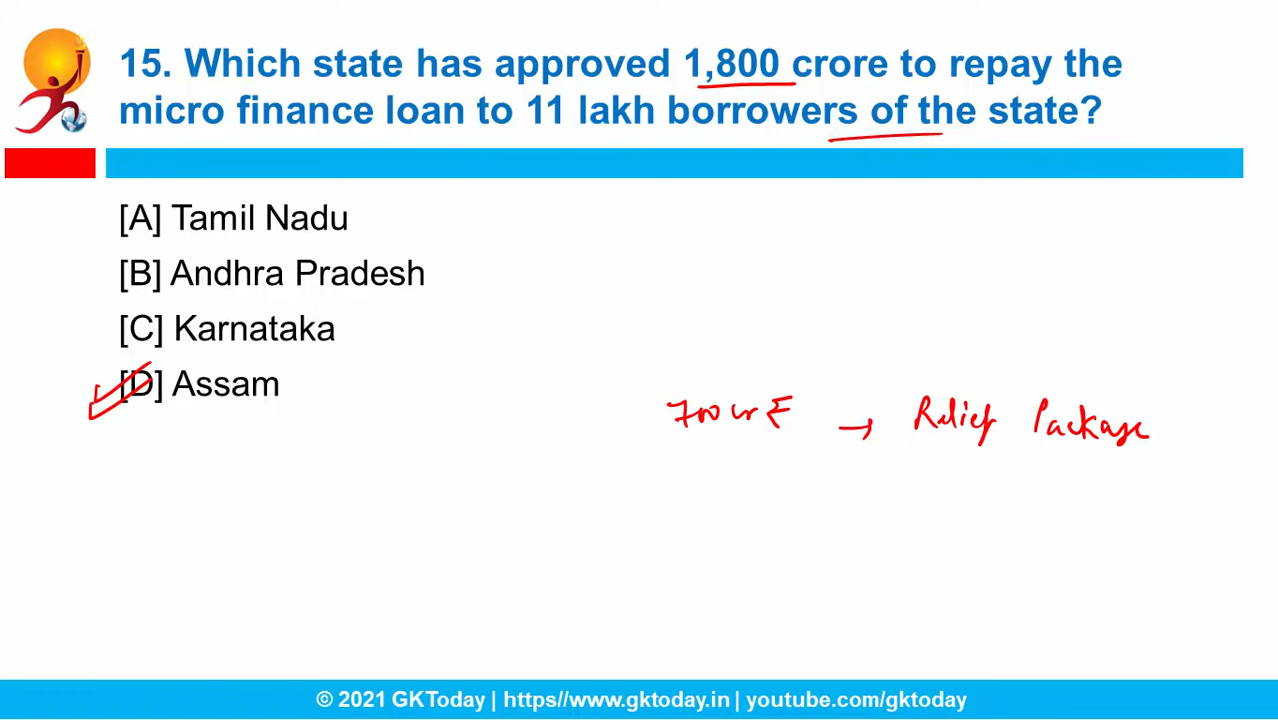 15. Which state has approved 1,800 crore to repay the
micro finance loan to 11 lakh borrowers of the state?
[A] Tamil Nadu
[B] Andhra Pradesh
[C] Karnataka
[D] Assam
700 cr ₹ → Relief Package
© 2021 GKToday | https//www.gktoday.in | youtube.com/gktoday